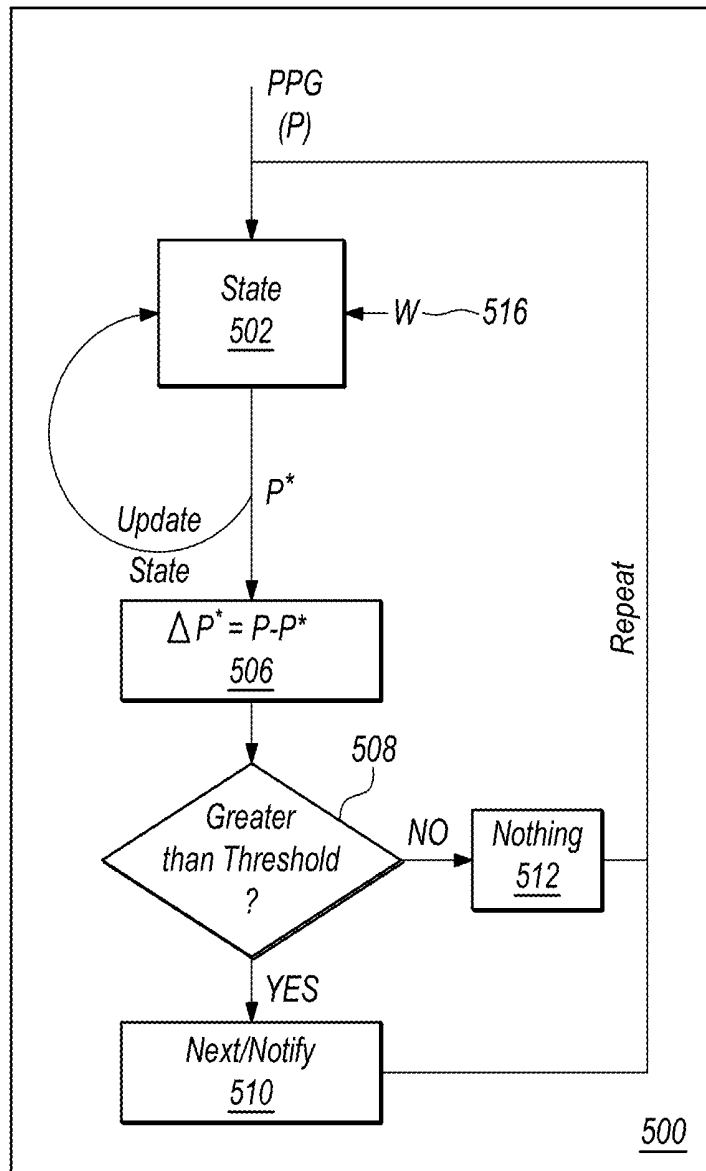 PPG
(P)
State
502
W
516
P*
Update
State
Δ P* = P-P*
506
Repeat
508
Greater
than Threshold
?
NO
Nothing
512
YES
Next/Notify
510
500